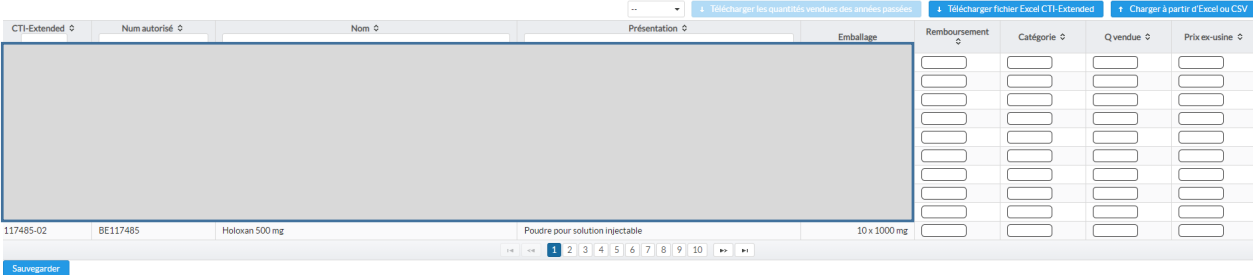 -- Télécharger les quantités vendues des années passées Télécharger fichier Excel CTI-Extended Charger à partir d'Excel ou CSV
CTI-Extended Num autorisé Nom Présentation Emballage Remboursement Catégorie Q vendue Prix ex-usine
117485-02 BE117485 Holoxan 500 mg Poudre pour solution injectable 10 x 1000 mg
1 2 3 4 5 6 7 8 9 10
Sauvegarder